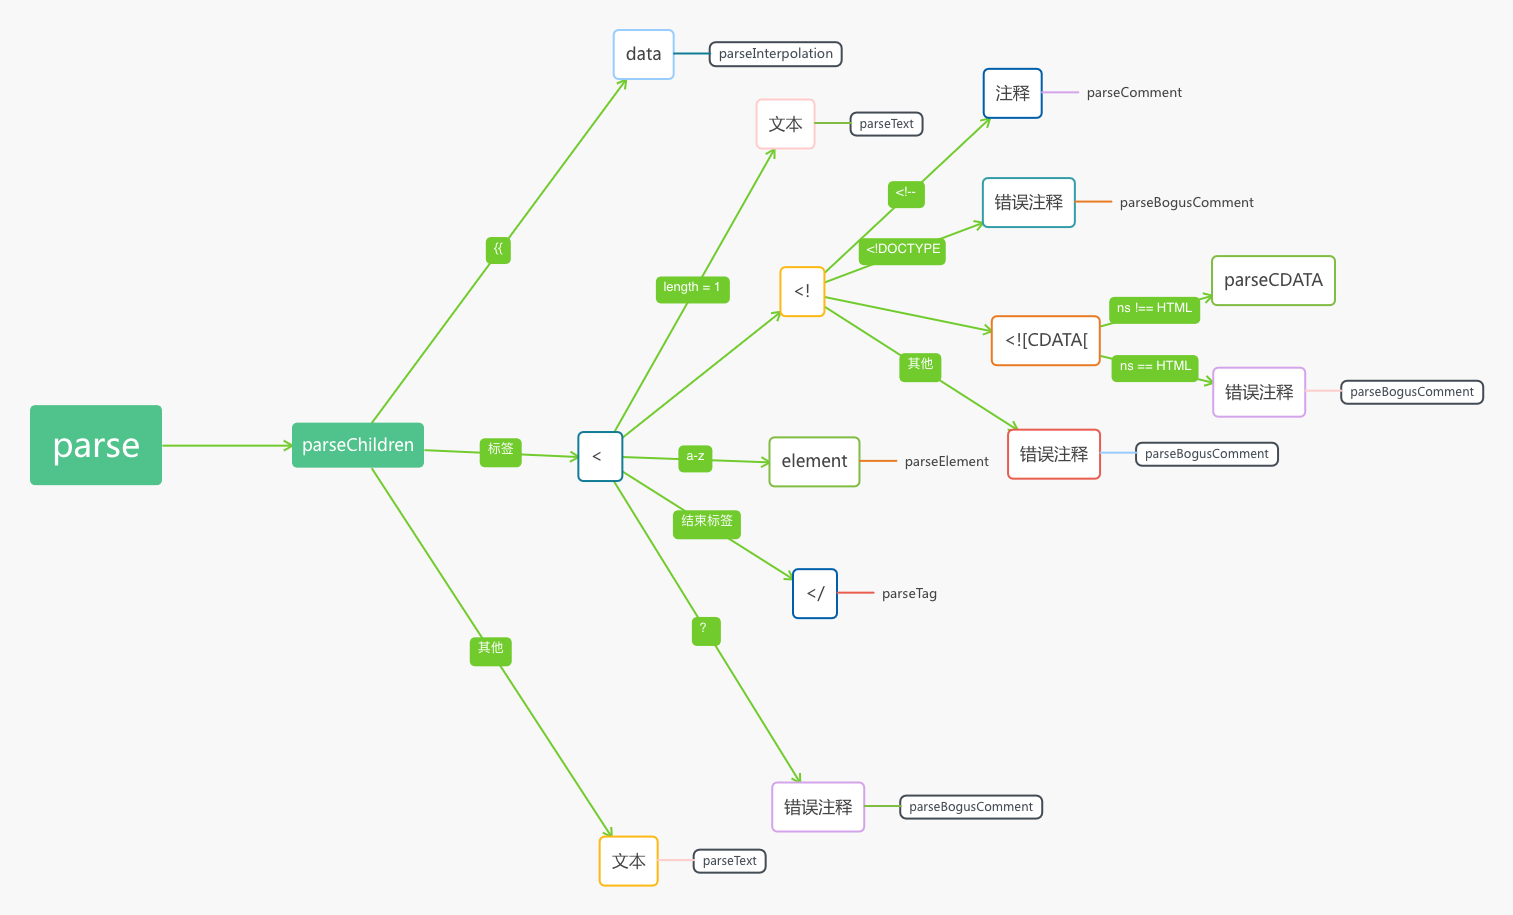 data
parseInterpolation
注释
parseComment
文本
parseText
<!--
错误注释
parseBogusComment
{{
<!DOCTYPE
length = 1
<!
parseCDATA
ns !== HTML
<![CDATA[
其他
ns == HTML
错误注释
parseBogusComment
parse
parseChildren
标签
<
a-z
element
parseElement
错误注释
parseBogusComment
结束标签
</
parseTag
?
其他
错误注释
parseBogusComment
文本
parseText